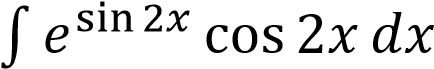 ∫ e^{sin 2x} cos 2x dx